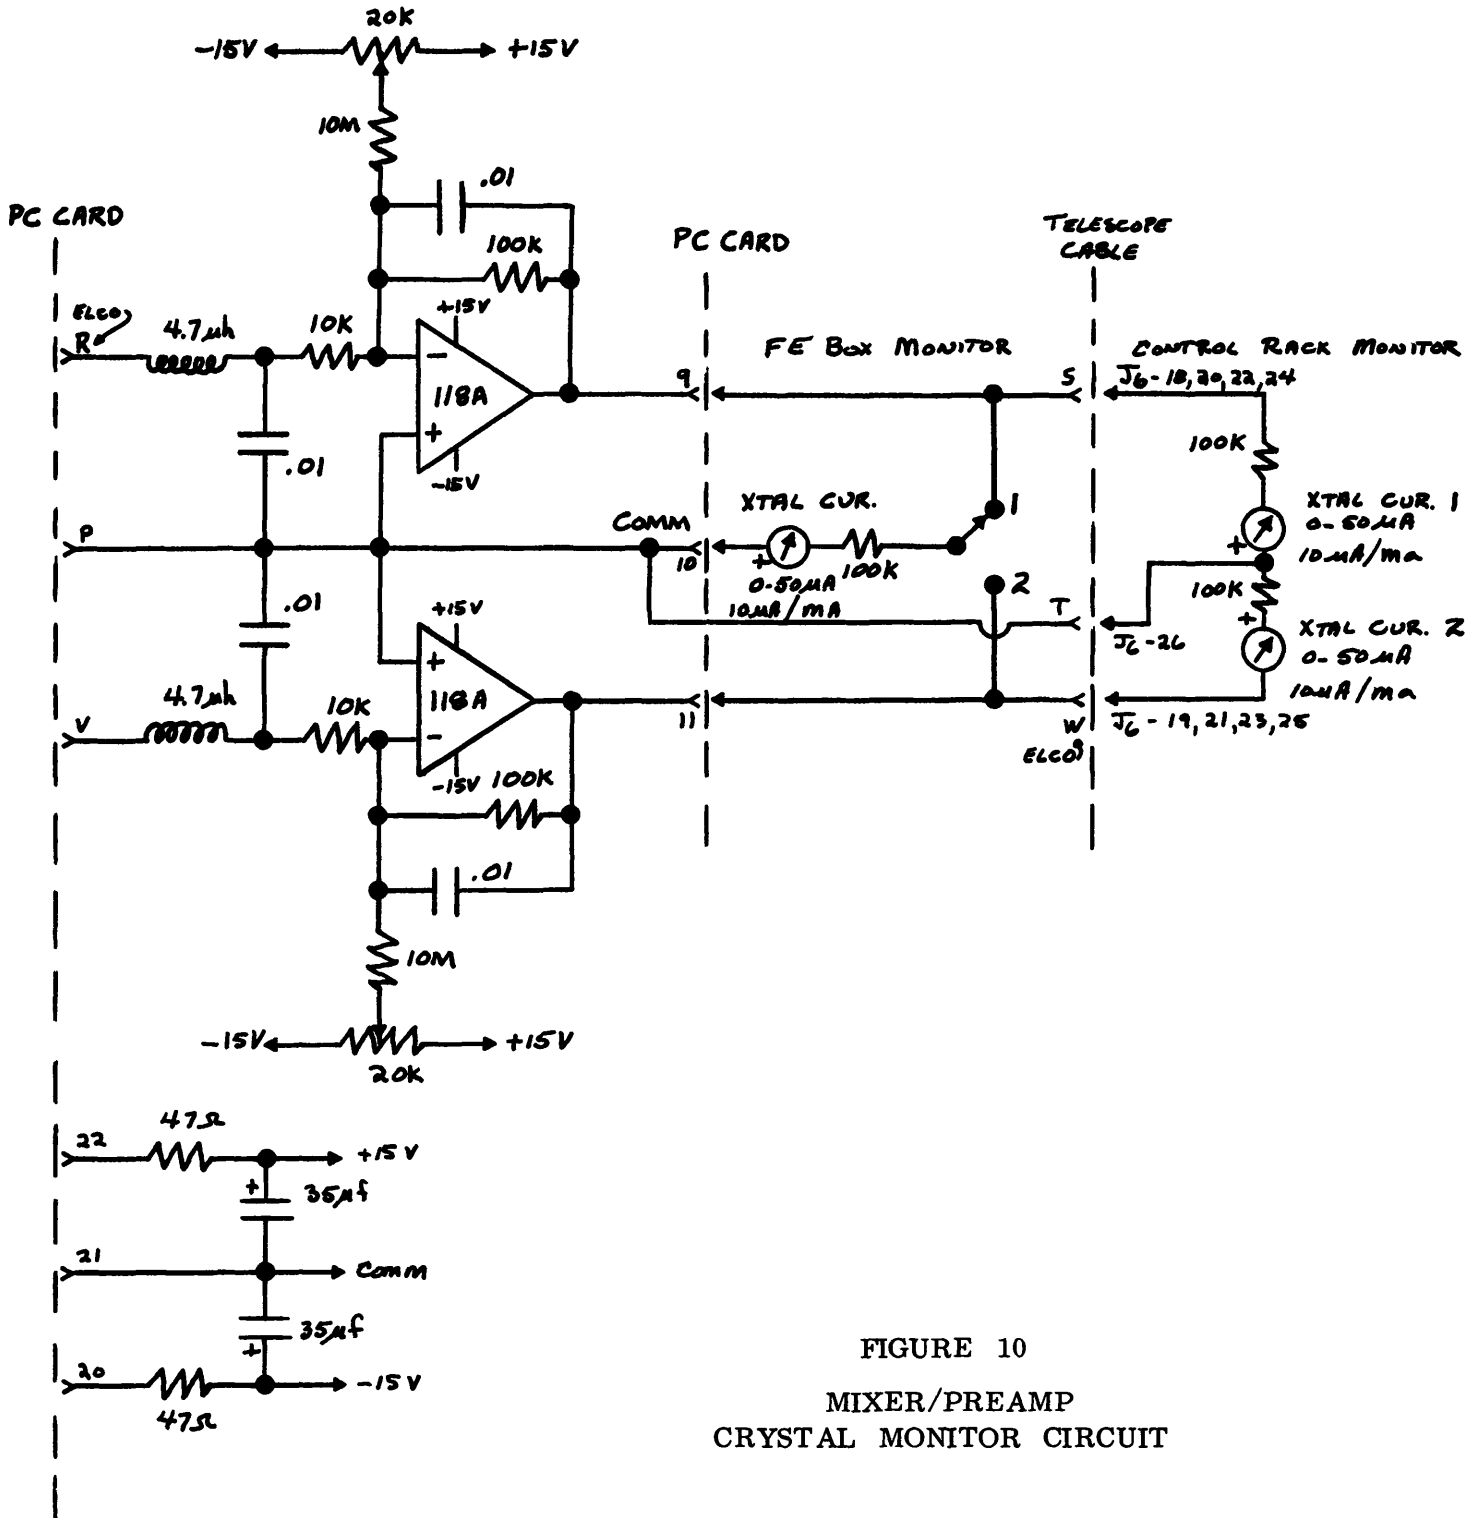 20K
-15V
+15V
10M
.01
PC CARD
100K
PC CARD
TELESCOPE
CABLE
ELCO
R
4.7µh
10K
+15V
-
118A
+
-15V
9
FE BOX MONITOR
S
CONTROL RACK MONITOR
J6-18,20,22,24
100K
.01
XTAL CUR.
1
XTAL CUR. 1
0-50µA
10µA/ma
+
P
COMM
10
+
100K
0-50µA
10µA/mA
2
T
J6-26
100K
+
XTAL CUR. 2
0-50µA
10µA/ma
.01
+15V
+
118A
-
-15V
V
4.7µh
10K
11
W
ELCO
J6-19,21,23,25
100K
.01
10M
-15V
+15V
20K
22
47Ω
+15V
+
35µf
21
Comm
35µf
+
20
-15V
47Ω
FIGURE 10
MIXER/PREAMP
CRYSTAL MONITOR CIRCUIT